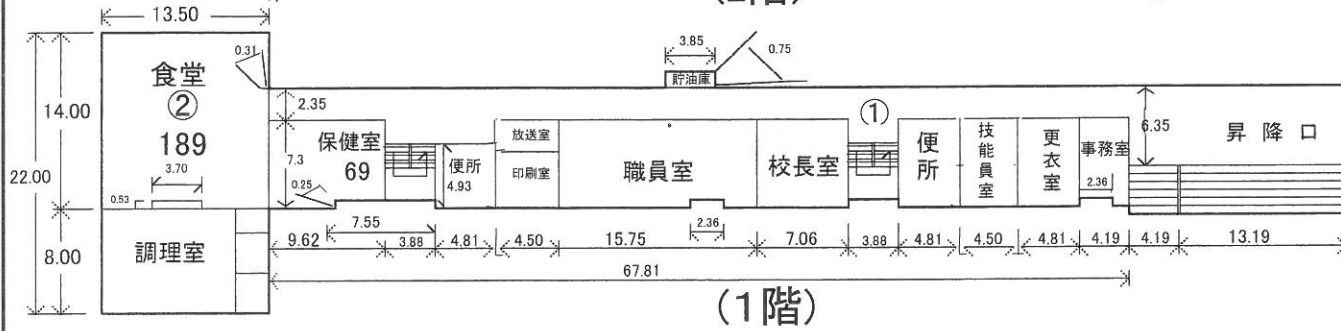 13.50
3.85
0.75
0.31
貯油庫
食堂
②
189
14.00
2.35
①
6.35
昇降口
保健室
69
7.3
放送室
印刷室
便所
4.93
職員室
校長室
便所
技能員室
更衣室
事務室
3.70
22.00
0.53
0.25
2.36
7.55
2.36
調理室
8.00
9.62
3.88
4.81
4.50
15.75
7.06
3.88
4.81
4.50
4.81
4.19
4.19
13.19
67.81
(1階)